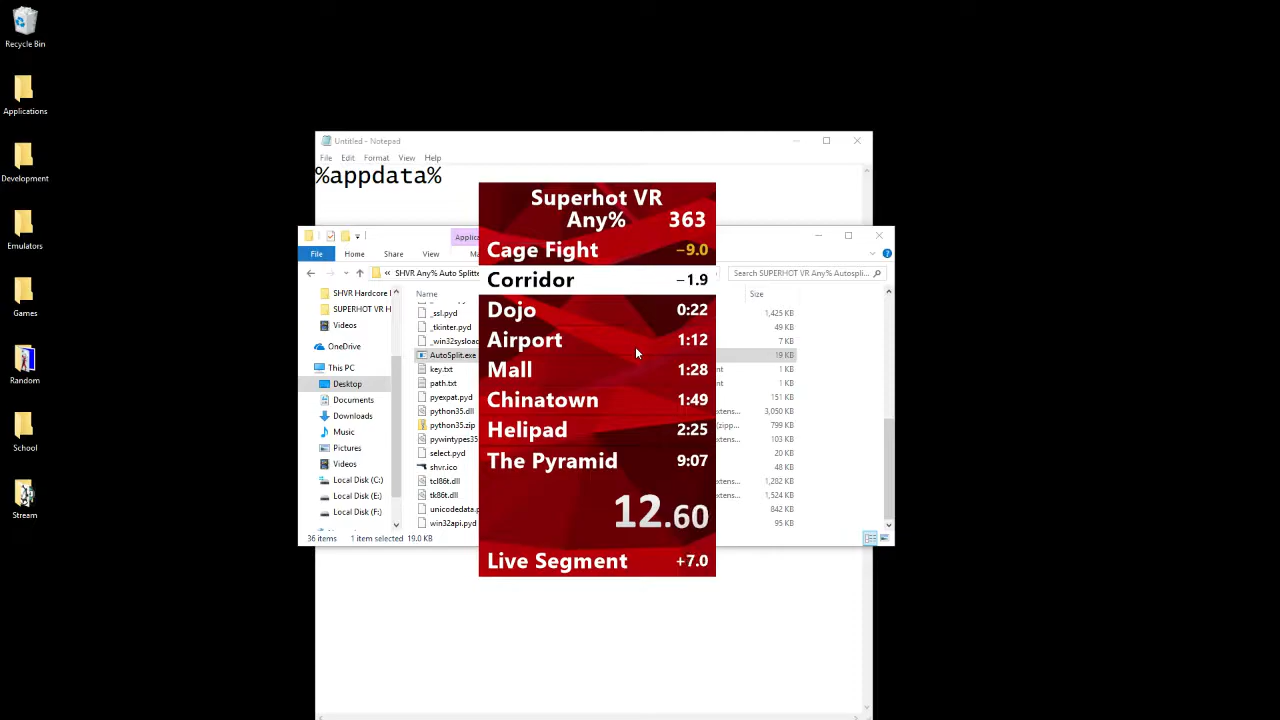 Recycle Bin
Applications
Development
Emulators
Games
Random
School
Stream
Untitled - Notepad
File Edit Format View Help
%appdata%
File Home Share View
« SHVR Any% Auto Splitte
Search SUPERHOT VR Any% Autospli...
SHVR Hardcore
SUPERHOT VR H
Videos
OneDrive
This PC
Desktop
Documents
Downloads
Music
Pictures
Videos
Local Disk (C:)
Local Disk (E:)
Local Disk (F:)
Name
_ssl.pyd
_tkinter.pyd
_win32sysload
AutoSplit.exe
key.txt
path.txt
pyexpat.pyd
python35.dll
python35.zip
pywintypes35
select.pyd
shvr.ico
tcl86t.dll
tk86t.dll
unicodedata.p
win32api.pyd
Size
1,425 KB
49 KB
7 KB
19 KB
1 KB
1 KB
151 KB
3,050 KB
799 KB
103 KB
20 KB
48 KB
1,282 KB
1,524 KB
842 KB
95 KB
36 items 1 item selected 19.0 KB
Superhot VR
Any% 363
Cage Fight −9.0
Corridor −1.9
Dojo 0:22
Airport 1:12
Mall 1:28
Chinatown 1:49
Helipad 2:25
The Pyramid 9:07
12.60
Live Segment +7.0